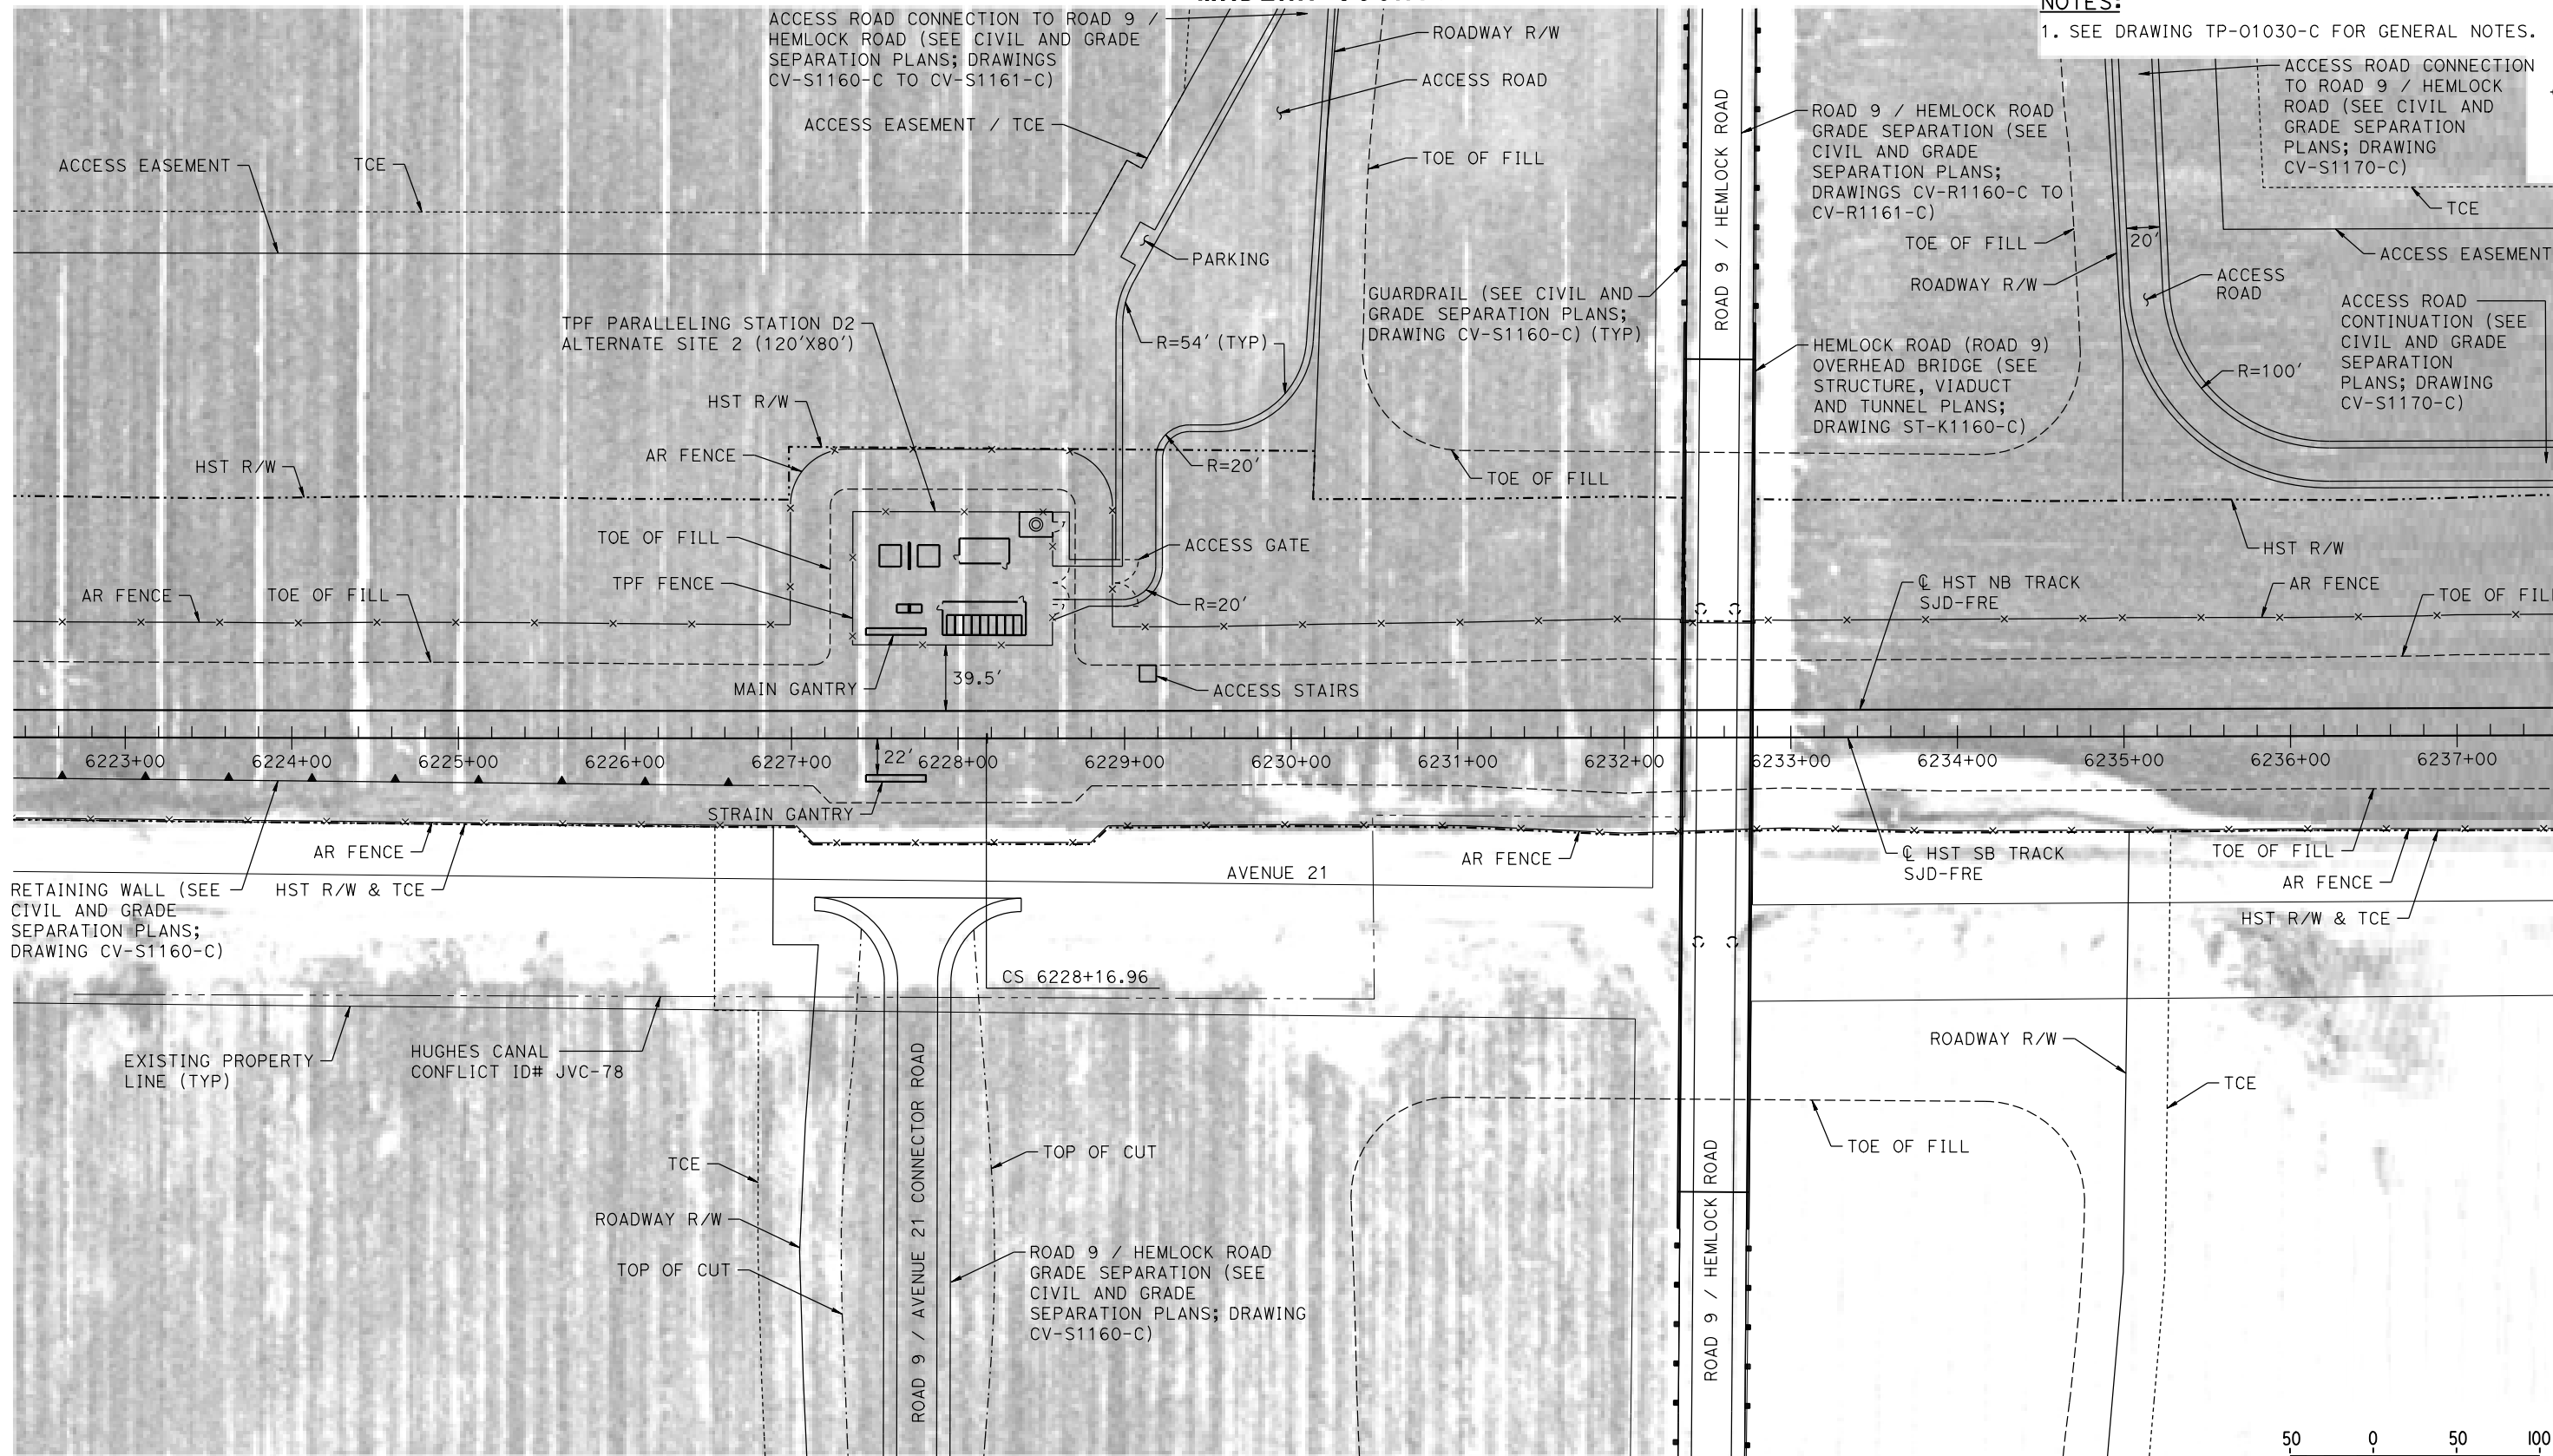 NOTES:
1. SEE DRAWING TP-O1030-C FOR GENERAL NOTES.
ACCESS ROAD CONNECTION TO ROAD 9 /
HEMLOCK ROAD (SEE CIVIL AND GRADE
SEPARATION PLANS; DRAWINGS
CV-S1160-C TO CV-S1161-C)
ROADWAY R/W
ACCESS ROAD
ACCESS EASEMENT / TCE
TOE OF FILL
ACCESS EASEMENT
TCE
PARKING
ROAD 9 / HEMLOCK ROAD
ROAD 9 / HEMLOCK ROAD
GRADE SEPARATION (SEE
CIVIL AND GRADE
SEPARATION PLANS;
DRAWINGS CV-R1160-C TO
CV-R1161-C)
ACCESS ROAD CONNECTION
TO ROAD 9 / HEMLOCK
ROAD (SEE CIVIL AND
GRADE SEPARATION
PLANS; DRAWING
CV-S1170-C)
TCE
TOE OF FILL
20'
ACCESS EASEMENT
ROADWAY R/W
ACCESS
ROAD
GUARDRAIL (SEE CIVIL AND
GRADE SEPARATION PLANS;
DRAWING CV-S1160-C) (TYP)
ACCESS ROAD
CONTINUATION (SEE
CIVIL AND GRADE
SEPARATION
PLANS; DRAWING
CV-S1170-C)
TPF PARALLELING STATION D2
ALTERNATE SITE 2 (120'X80')
R=54' (TYP)
HEMLOCK ROAD (ROAD 9)
OVERHEAD BRIDGE (SEE
STRUCTURE, VIADUCT
AND TUNNEL PLANS;
DRAWING ST-K1160-C)
R=100'
HST R/W
AR FENCE
HST R/W
R=20'
TOE OF FILL
TOE OF FILL
ACCESS GATE
HST R/W
TPF FENCE
AR FENCE
TOE OF FILL
R=20'
℄ HST NB TRACK
SJD-FRE
AR FENCE
TOE OF FILL
MAIN GANTRY
39.5'
ACCESS STAIRS
6223+00
6224+00
6225+00
6226+00
6227+00
22'
6228+00
6229+00
6230+00
6231+00
6232+00
6233+00
6234+00
6235+00
6236+00
6237+00
STRAIN GANTRY
AR FENCE
AR FENCE
℄ HST SB TRACK
SJD-FRE
TOE OF FILL
AVENUE 21
AR FENCE
RETAINING WALL (SEE
CIVIL AND GRADE
SEPARATION PLANS;
DRAWING CV-S1160-C)
HST R/W & TCE
HST R/W & TCE
CS 6228+16.96
EXISTING PROPERTY
LINE (TYP)
HUGHES CANAL
CONFLICT ID# JVC-78
ROADWAY R/W
TCE
TOE OF FILL
TCE
TOP OF CUT
ROADWAY R/W
TOP OF CUT
ROAD 9 / AVENUE 21 CONNECTOR ROAD
ROAD 9 / HEMLOCK ROAD
GRADE SEPARATION (SEE
CIVIL AND GRADE
SEPARATION PLANS; DRAWING
CV-S1160-C)
ROAD 9 / HEMLOCK ROAD
50 0 50 100